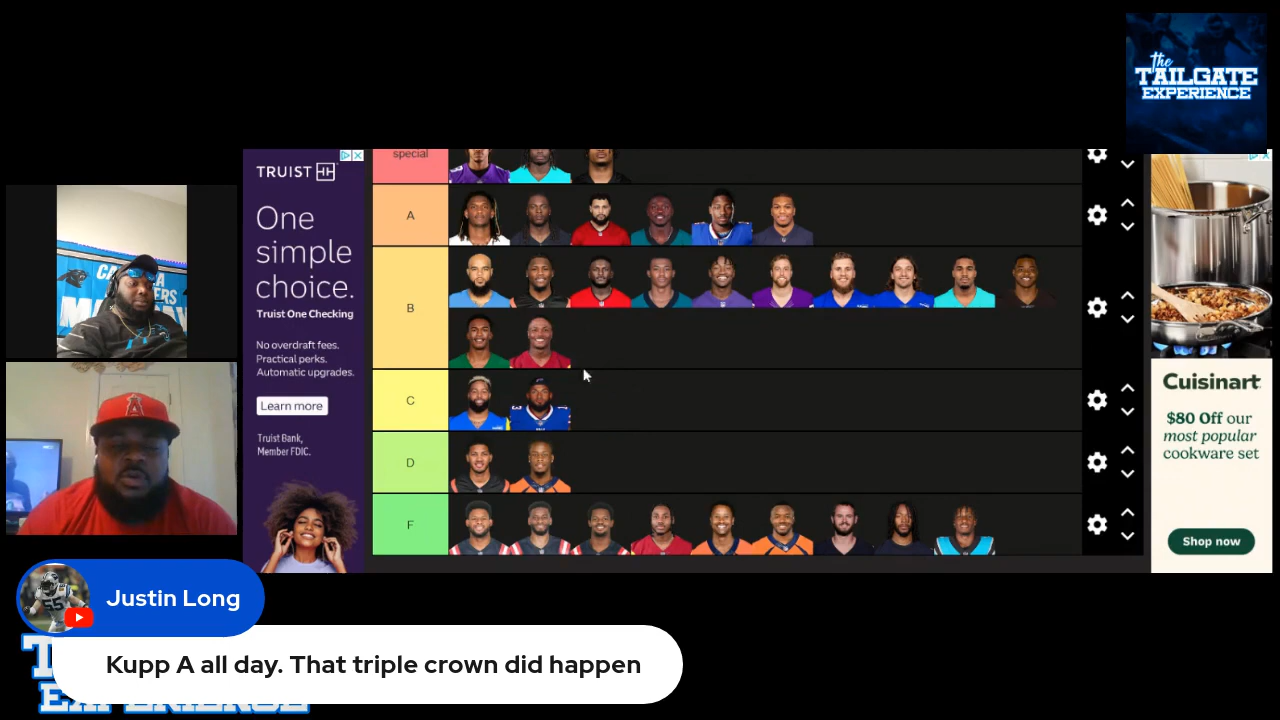 the
TAILGATE
EXPERIENCE
TRUIST
One
simple
choice.
Truist One Checking
No overdraft fees.
Practical perks.
Automatic upgrades.
Learn more
Truist Bank,
Member FDIC.
special
A
B
C
D
F
Cuisinart
$80 Off our
most popular
cookware set
Shop now
Justin Long
Kupp A all day. That triple crown did happen